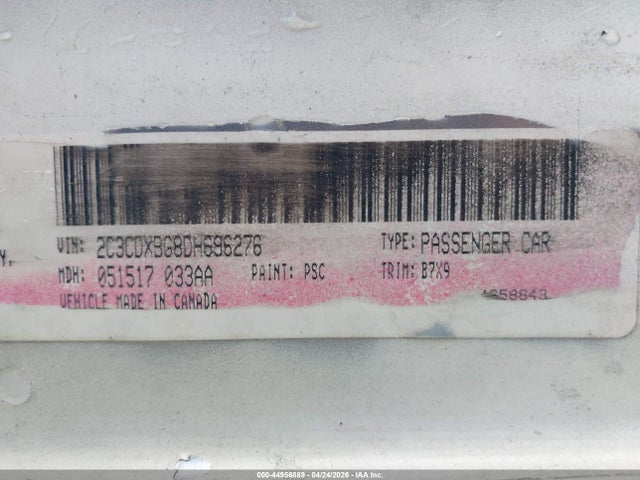 VIN: 2C3CDXBG8DH696276 TYPE: PASSENGER CAR
Y,
MDH: 051517 033AA PAINT: PSC TRIM: B7X9
VEHICLE MADE IN CANADA
000-44956889 - 04/24/2026 - IAA Inc.